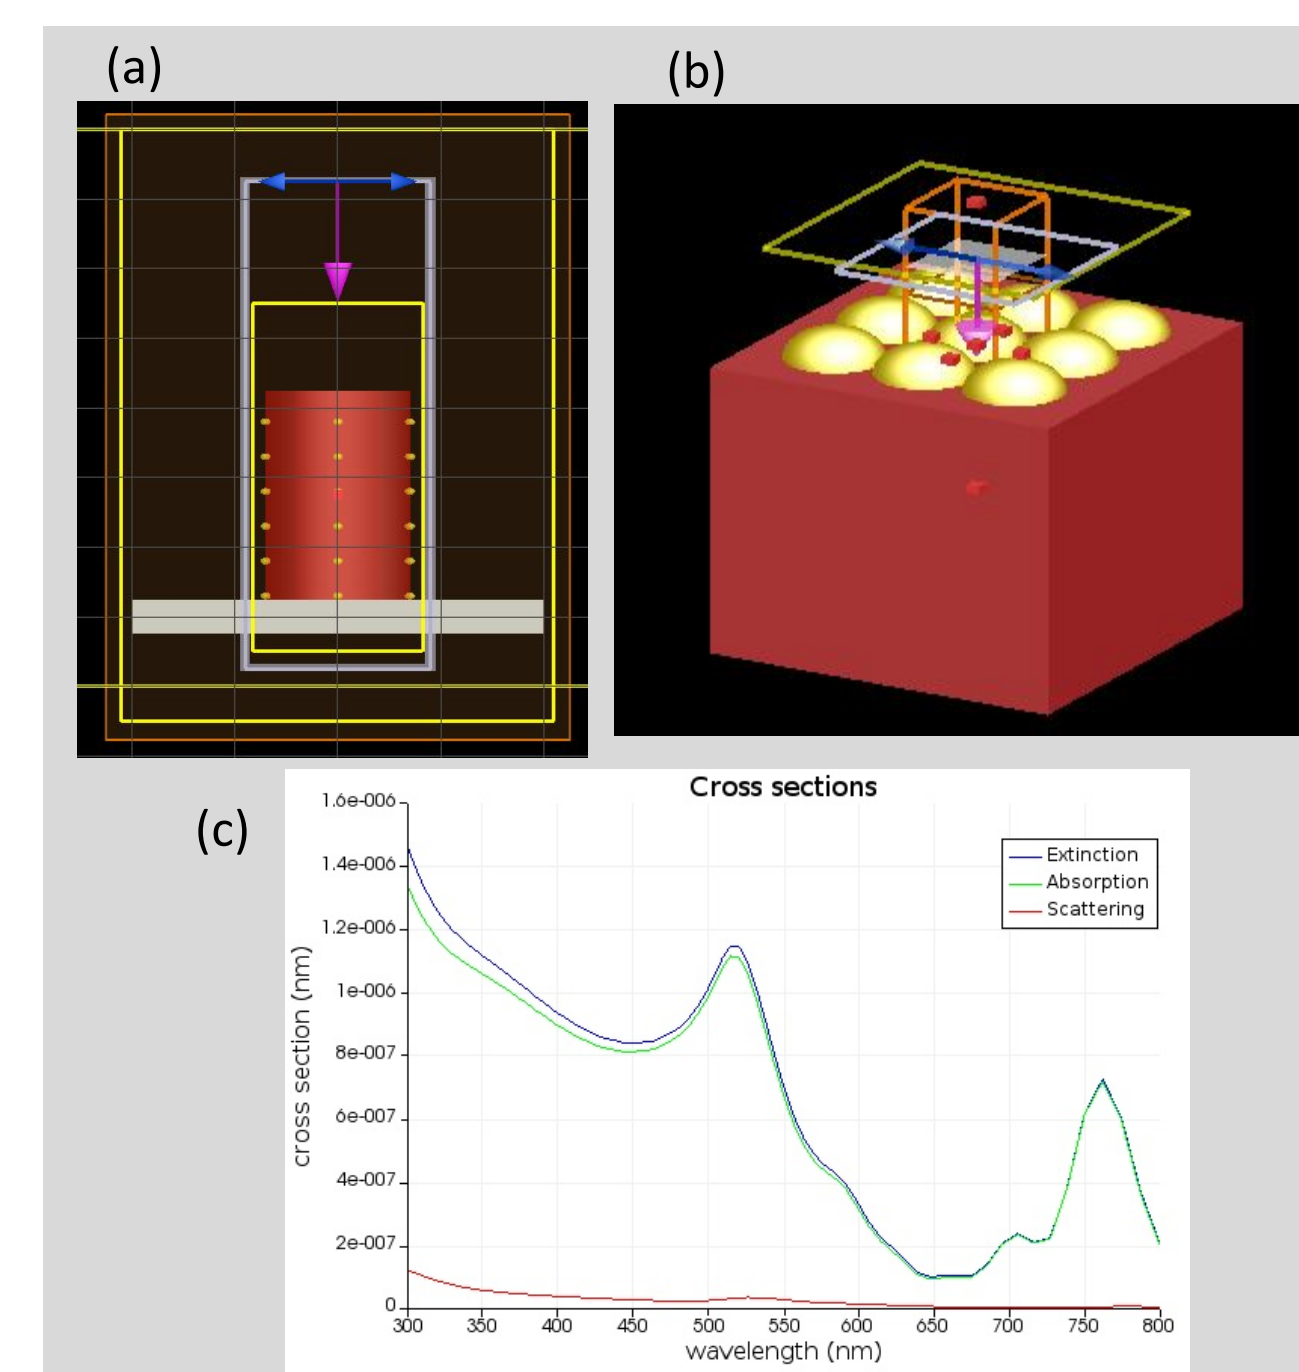 (a)
(b)
(c)
Cross sections
1.6e-006
1.4e-006
1.2e-006
1e-006
8e-007
6e-007
4e-007
2e-007
0
cross section (nm)
Extinction
Absorption
Scattering
300 350 400 450 500 550 600 650 700 750 800
wavelength (nm)